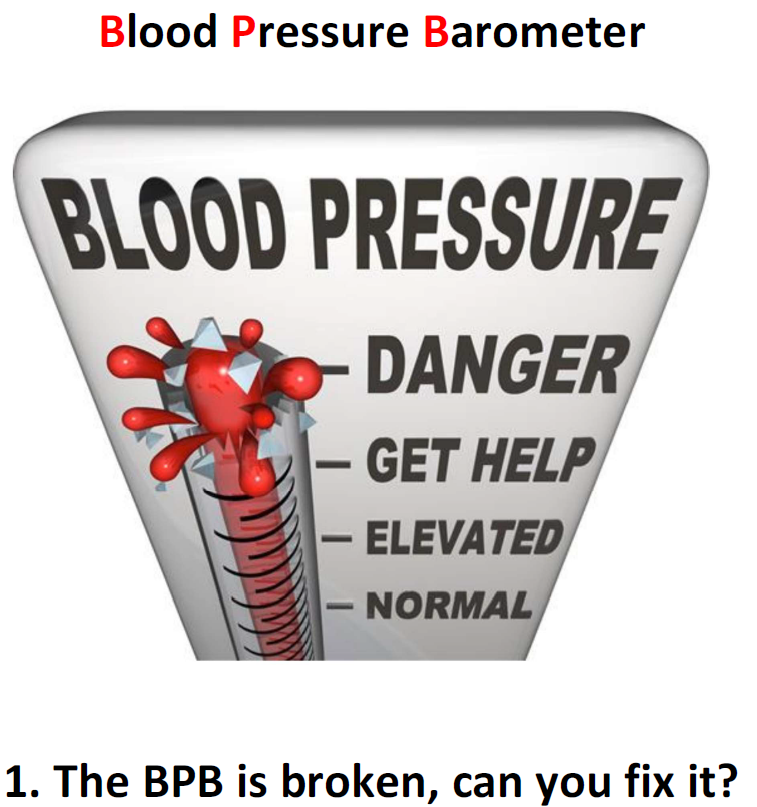 Blood Pressure Barometer
BLOOD PRESSURE
DANGER
GET HELP
ELEVATED
NORMAL
1. The BPB is broken, can you fix it?